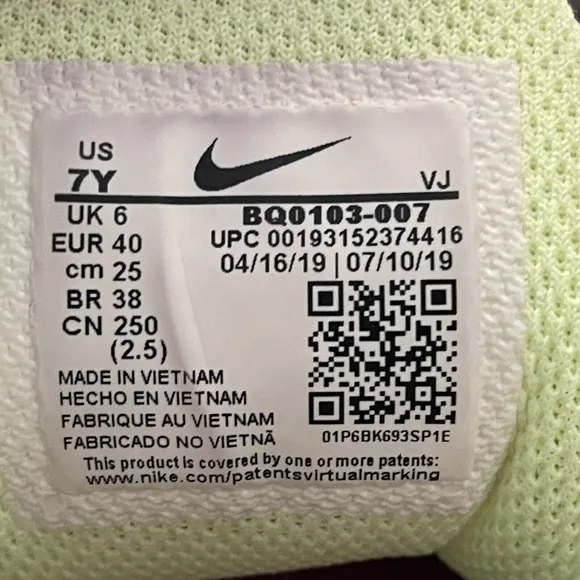 US
7Y
VJ
UK 6
BQ0103-007
EUR 40
UPC 00193152374416
cm 25
04/16/19 | 07/10/19
BR 38
CN 250
(2.5)
MADE IN VIETNAM
HECHO EN VIETNAM
FABRIQUE AU VIETNAM
FABRICADO NO VIETNÃ
01P6BK693SP1E
This product is covered by one or more patents:
www.nike.com/patentsvirtualmarking